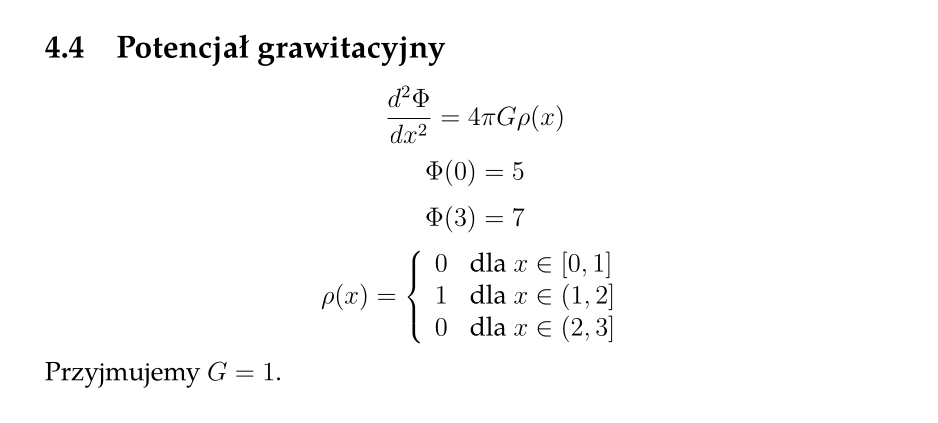 4.4 Potencjał grawitacyjny
d²Φ/dx² = 4πGρ(x)
Φ(0) = 5
Φ(3) = 7
ρ(x) = { 0 dla x ∈ [0, 1]
1 dla x ∈ (1, 2]
0 dla x ∈ (2, 3]
Przyjmujemy G = 1.